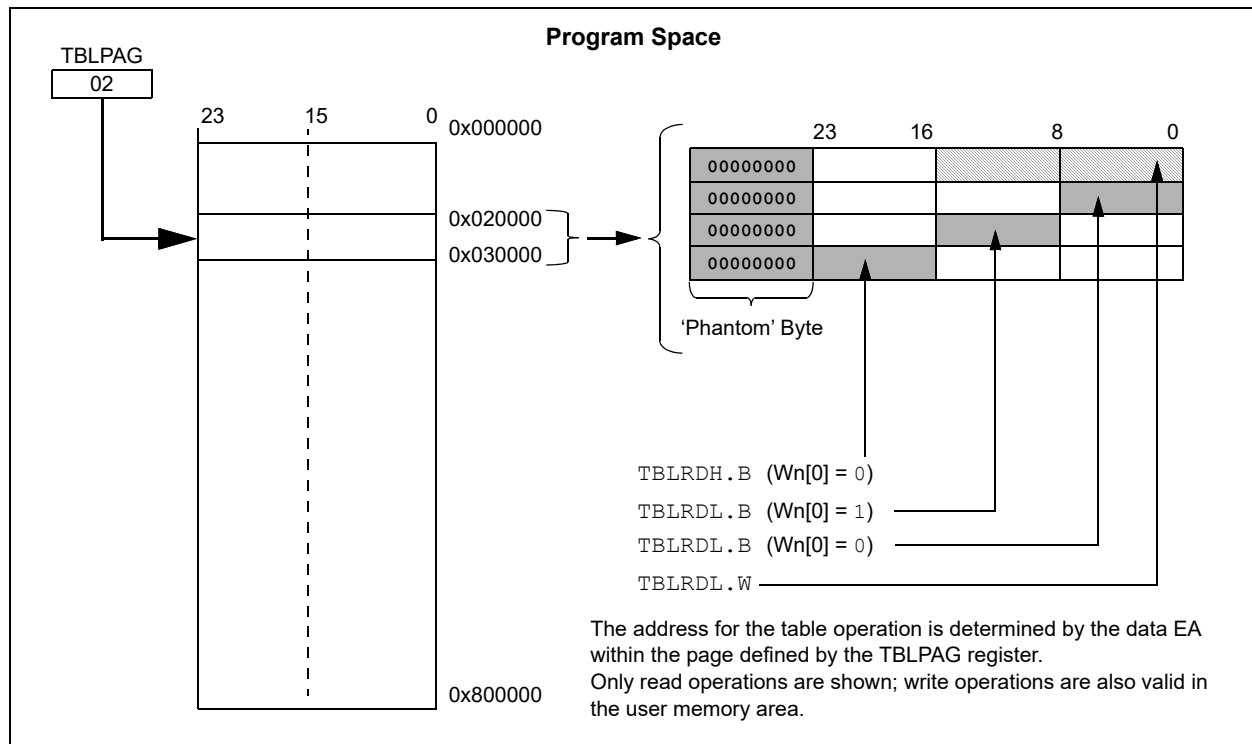 Program Space
TBLPAG
02
23 15 0
0x000000
0x020000
0x030000
0x800000
23 16 8 0
00000000
00000000
00000000
00000000
‘Phantom’ Byte
TBLRDH.B (Wn[0] = 0)
TBLRDL.B (Wn[0] = 1)
TBLRDL.B (Wn[0] = 0)
TBLRDL.W
The address for the table operation is determined by the data EA
within the page defined by the TBLPAG register.
Only read operations are shown; write operations are also valid in
the user memory area.